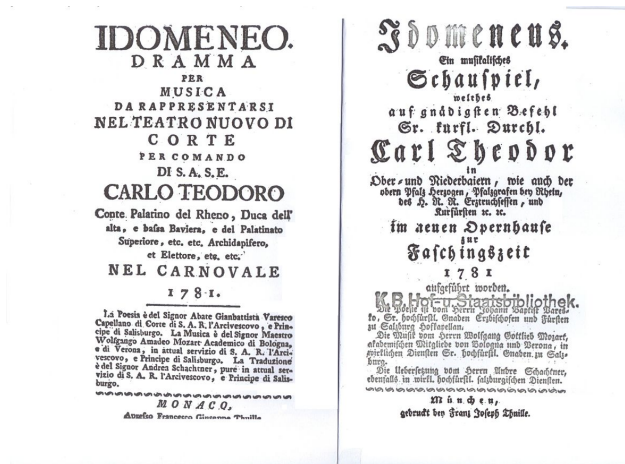 IDOMENEO.
DRAMMA
PER
MUSICA
DA RAPPRESENTARSI
NEL TEATRO NUOVO DI
CORTE
PER COMANDO
DI S. A. S. E.
CARLO TEODORO
Conte Palatino del Rheno, Duca dell'
alta, e bassa Baviera, e del Palatinato
Superiore, etc. etc. Archidapifero,
et Elettore, etc. etc.
NEL CARNOVALE
1781.
La Poesia è del Signor Abate Gianbattista Varesco
Capellano di Corte di S. A. R. l'Arcivescovo, e Prin-
cipe di Salisburgo. La Musica è del Signor Maestro
Wolfgango Amadeo Mozart Academico di Bologna,
e di Verona, in attual servizio di S. A. R. l'Arci-
vescovo, e Principe di Salisburgo. La Traduzione
è del Signor Andrea Schachtner, pure in attual ser-
vizio di S. A. R. l'Arcivescovo, e Principe di Salis-
burgo.
MONACO,
Appresso Francesco Giuseppe Thuille.
Idomeneus.
Ein musikalisches
Schauspiel,
welches
auf gnädigsten Befehl
Sr. kurfl. Durchl.
Carl Theodor
in
Ober- und Niederbaiern, wie auch der
obern Pfalz Herzogen, Pfalzgrafen bey Rhein,
des H. R. R. Erztruchsessen, und
Kurfürsten ec. ec.
im neuen Opernhause
zur
Faschingszeit
1781
aufgeführt worden.
K.B.Hof-u.Staatsbibliothek.
Die Poesie ist vom Herrn Johann Baptist Vares-
ko, Sr. hochfürstl. Gnaden Erzbischofen und Fürsten
zu Salzburg Hofkapellan.
Die Musik vom Herrn Wolfgang Gottlieb Mozart,
akademischen Mitgliede von Bologna und Verona, in
wirklichen Diensten Sr. hochfürstl. Gnaden zu Salz-
burg.
Die Uebersetzung vom Herrn Andre Schachtner,
ebenfalls in wirkl. hochfürstl. salzburgischen Diensten.
München,
gedruckt bey Franz Joseph Thuille.